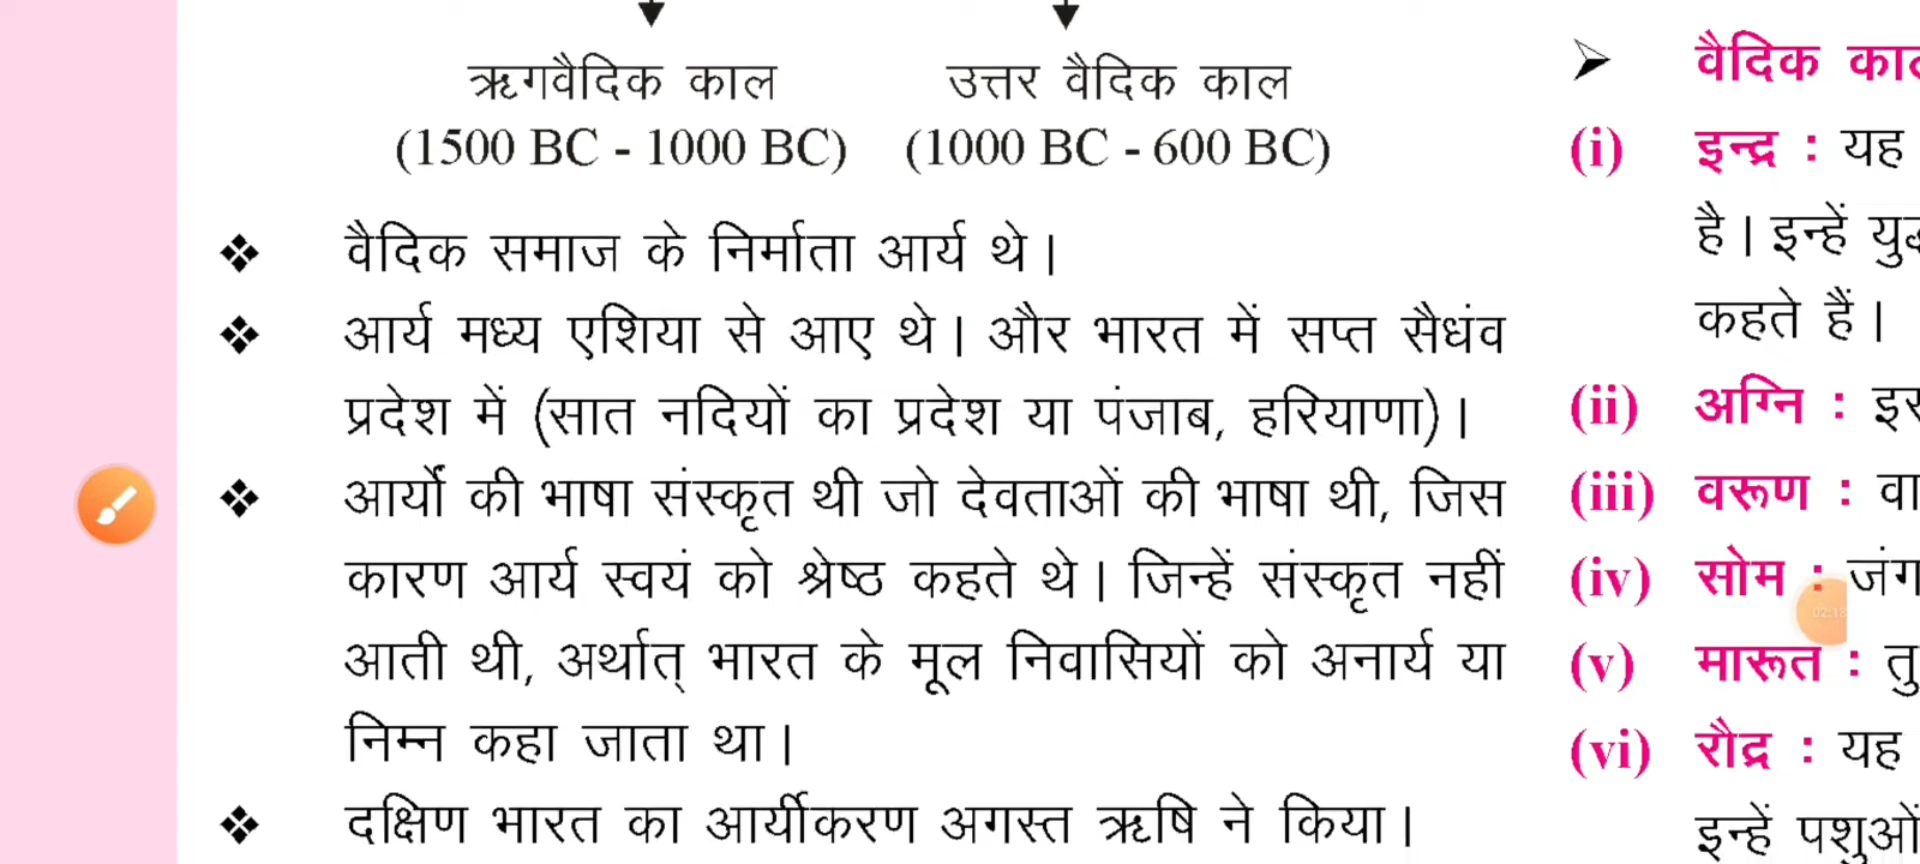 ऋगवैदिक काल
(1500 BC - 1000 BC)
उत्तर वैदिक काल
(1000 BC - 600 BC)
❖ वैदिक समाज के निर्माता आर्य थे।
❖ आर्य मध्य एशिया से आए थे। और भारत में सप्त सैधंव
प्रदेश में (सात नदियों का प्रदेश या पंजाब, हरियाणा)।
❖ आर्यो की भाषा संस्कृत थी जो देवताओं की भाषा थी, जिस
कारण आर्य स्वयं को श्रेष्ठ कहते थे। जिन्हें संस्कृत नहीं
आती थी, अर्थात् भारत के मूल निवासियों को अनार्य या
निम्न कहा जाता था।
❖ दक्षिण भारत का आर्यीकरण अगस्त ऋषि ने किया।
➢ वैदिक
(i) इन्द्र : यह
है। इन्हें
कहते हैं।
(ii) अग्नि :
(iii) वरूण :
(iv) सोम :
(v) मारूत :
(vi) रौद्र : यह
इन्हें पशुओं